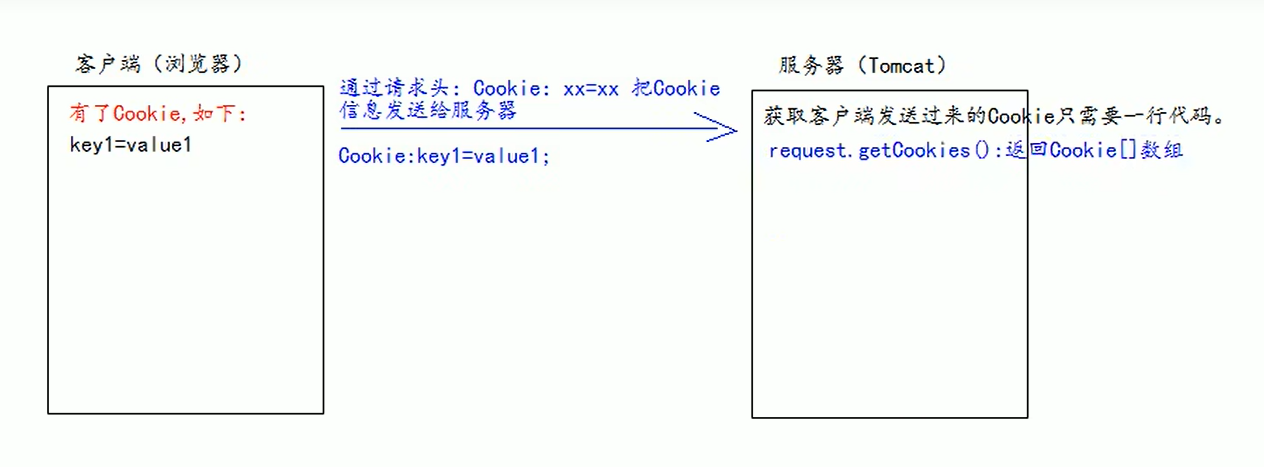 客户端（浏览器）
有了Cookie,如下:
key1=value1
通过请求头: Cookie: xx=xx 把Cookie
信息发送给服务器
Cookie:key1=value1;
服务器（Tomcat）
获取客户端发送过来的Cookie只需要一行代码。
request.getCookies():返回Cookie[]数组